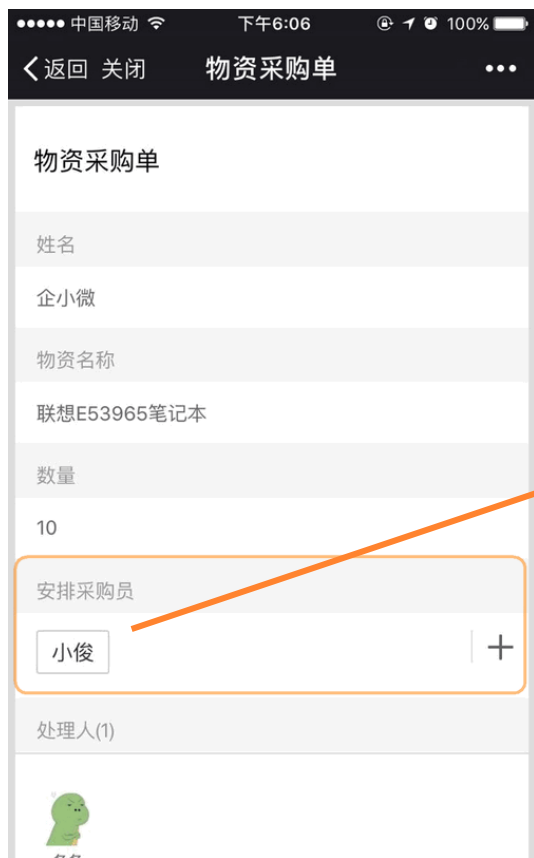 中国移动 下午6:06 100%
返回 关闭 物资采购单
物资采购单
姓名
企小微
物资名称
联想E53965笔记本
数量
10
安排采购员
小俊
处理人(1)